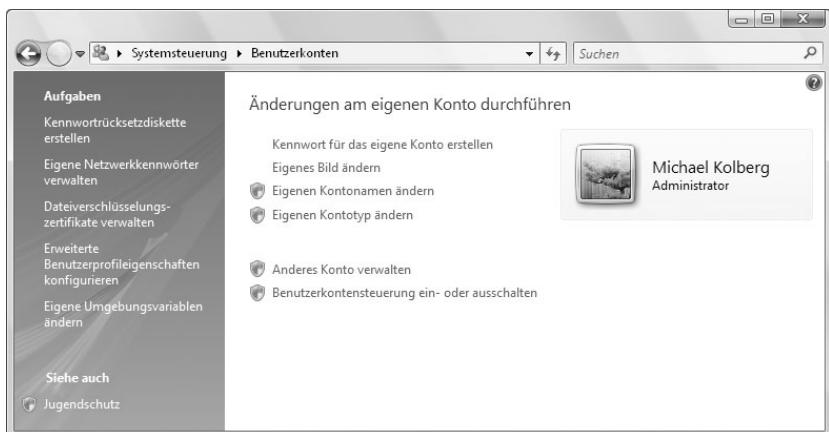 Systemsteuerung
Benutzerkonten
Suchen
Aufgaben
Kennwortrücksetzdiskette
erstellen
Eigene Netzwerkkennwörter
verwalten
Dateiverschlüsselungs-
zertifikate verwalten
Erweiterte
Benutzerprofileigenschaften
konfigurieren
Eigene Umgebungsvariablen
ändern
Siehe auch
Jugendschutz
Änderungen am eigenen Konto durchführen
Kennwort für das eigene Konto erstellen
Eigenes Bild ändern
Eigenen Kontonamen ändern
Eigenen Kontotyp ändern
Anderes Konto verwalten
Benutzerkontensteuerung ein- oder ausschalten
Michael Kolberg
Administrator